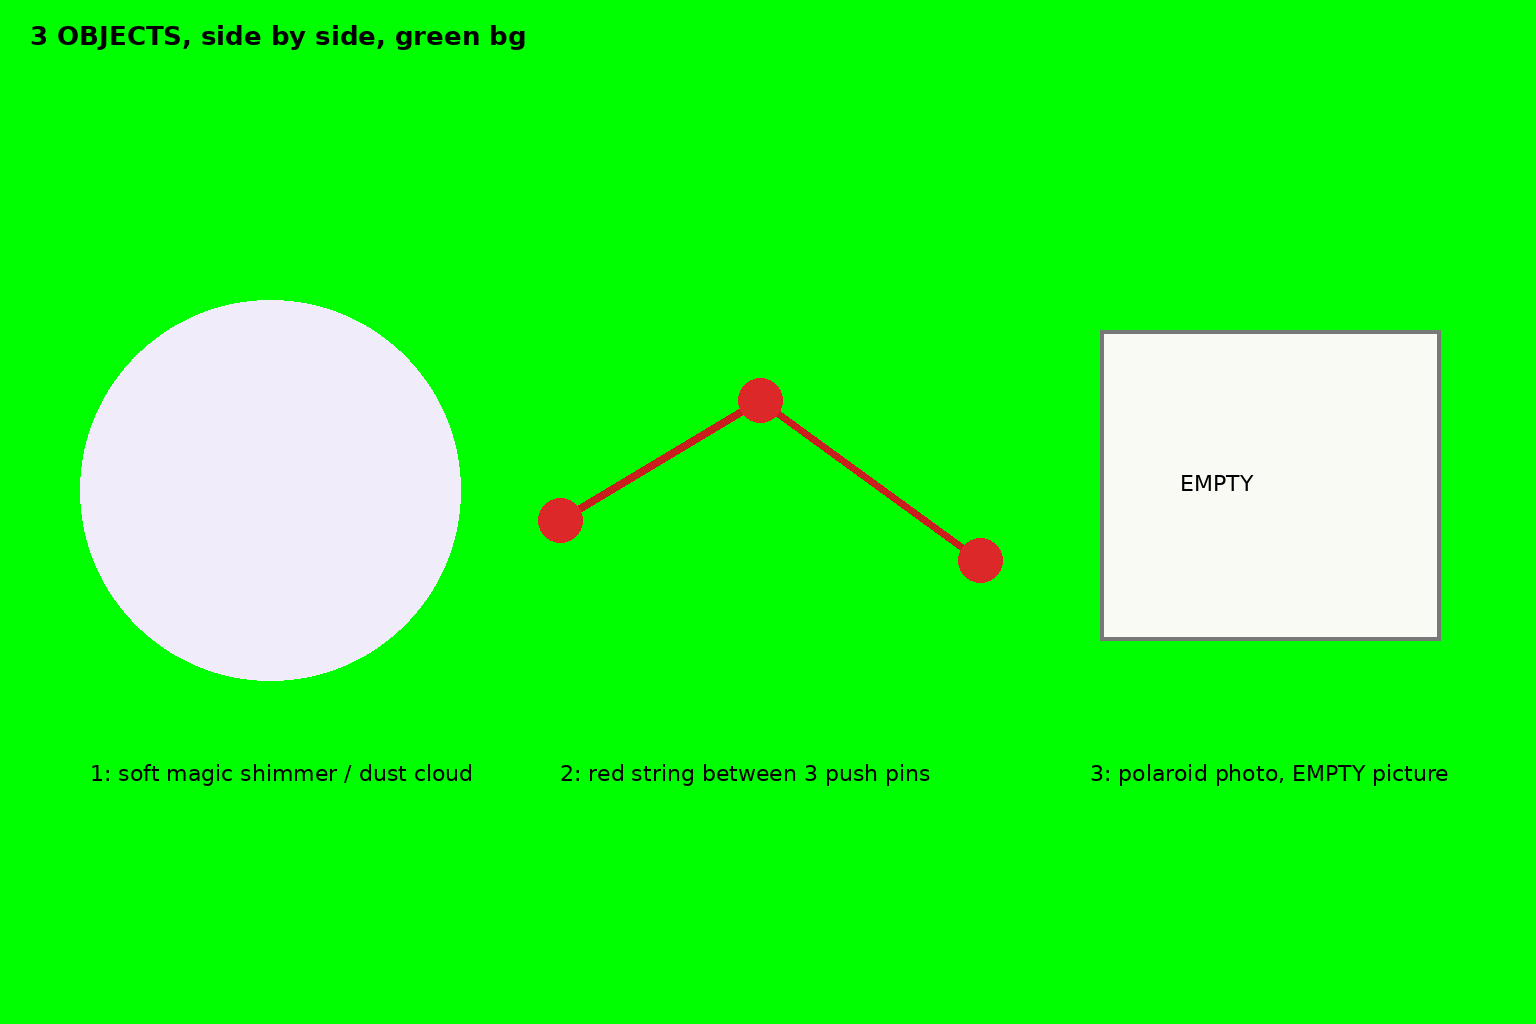 3 OBJECTS, side by side, green bg
EMPTY
1: soft magic shimmer / dust cloud
2: red string between 3 push pins
3: polaroid photo, EMPTY picture